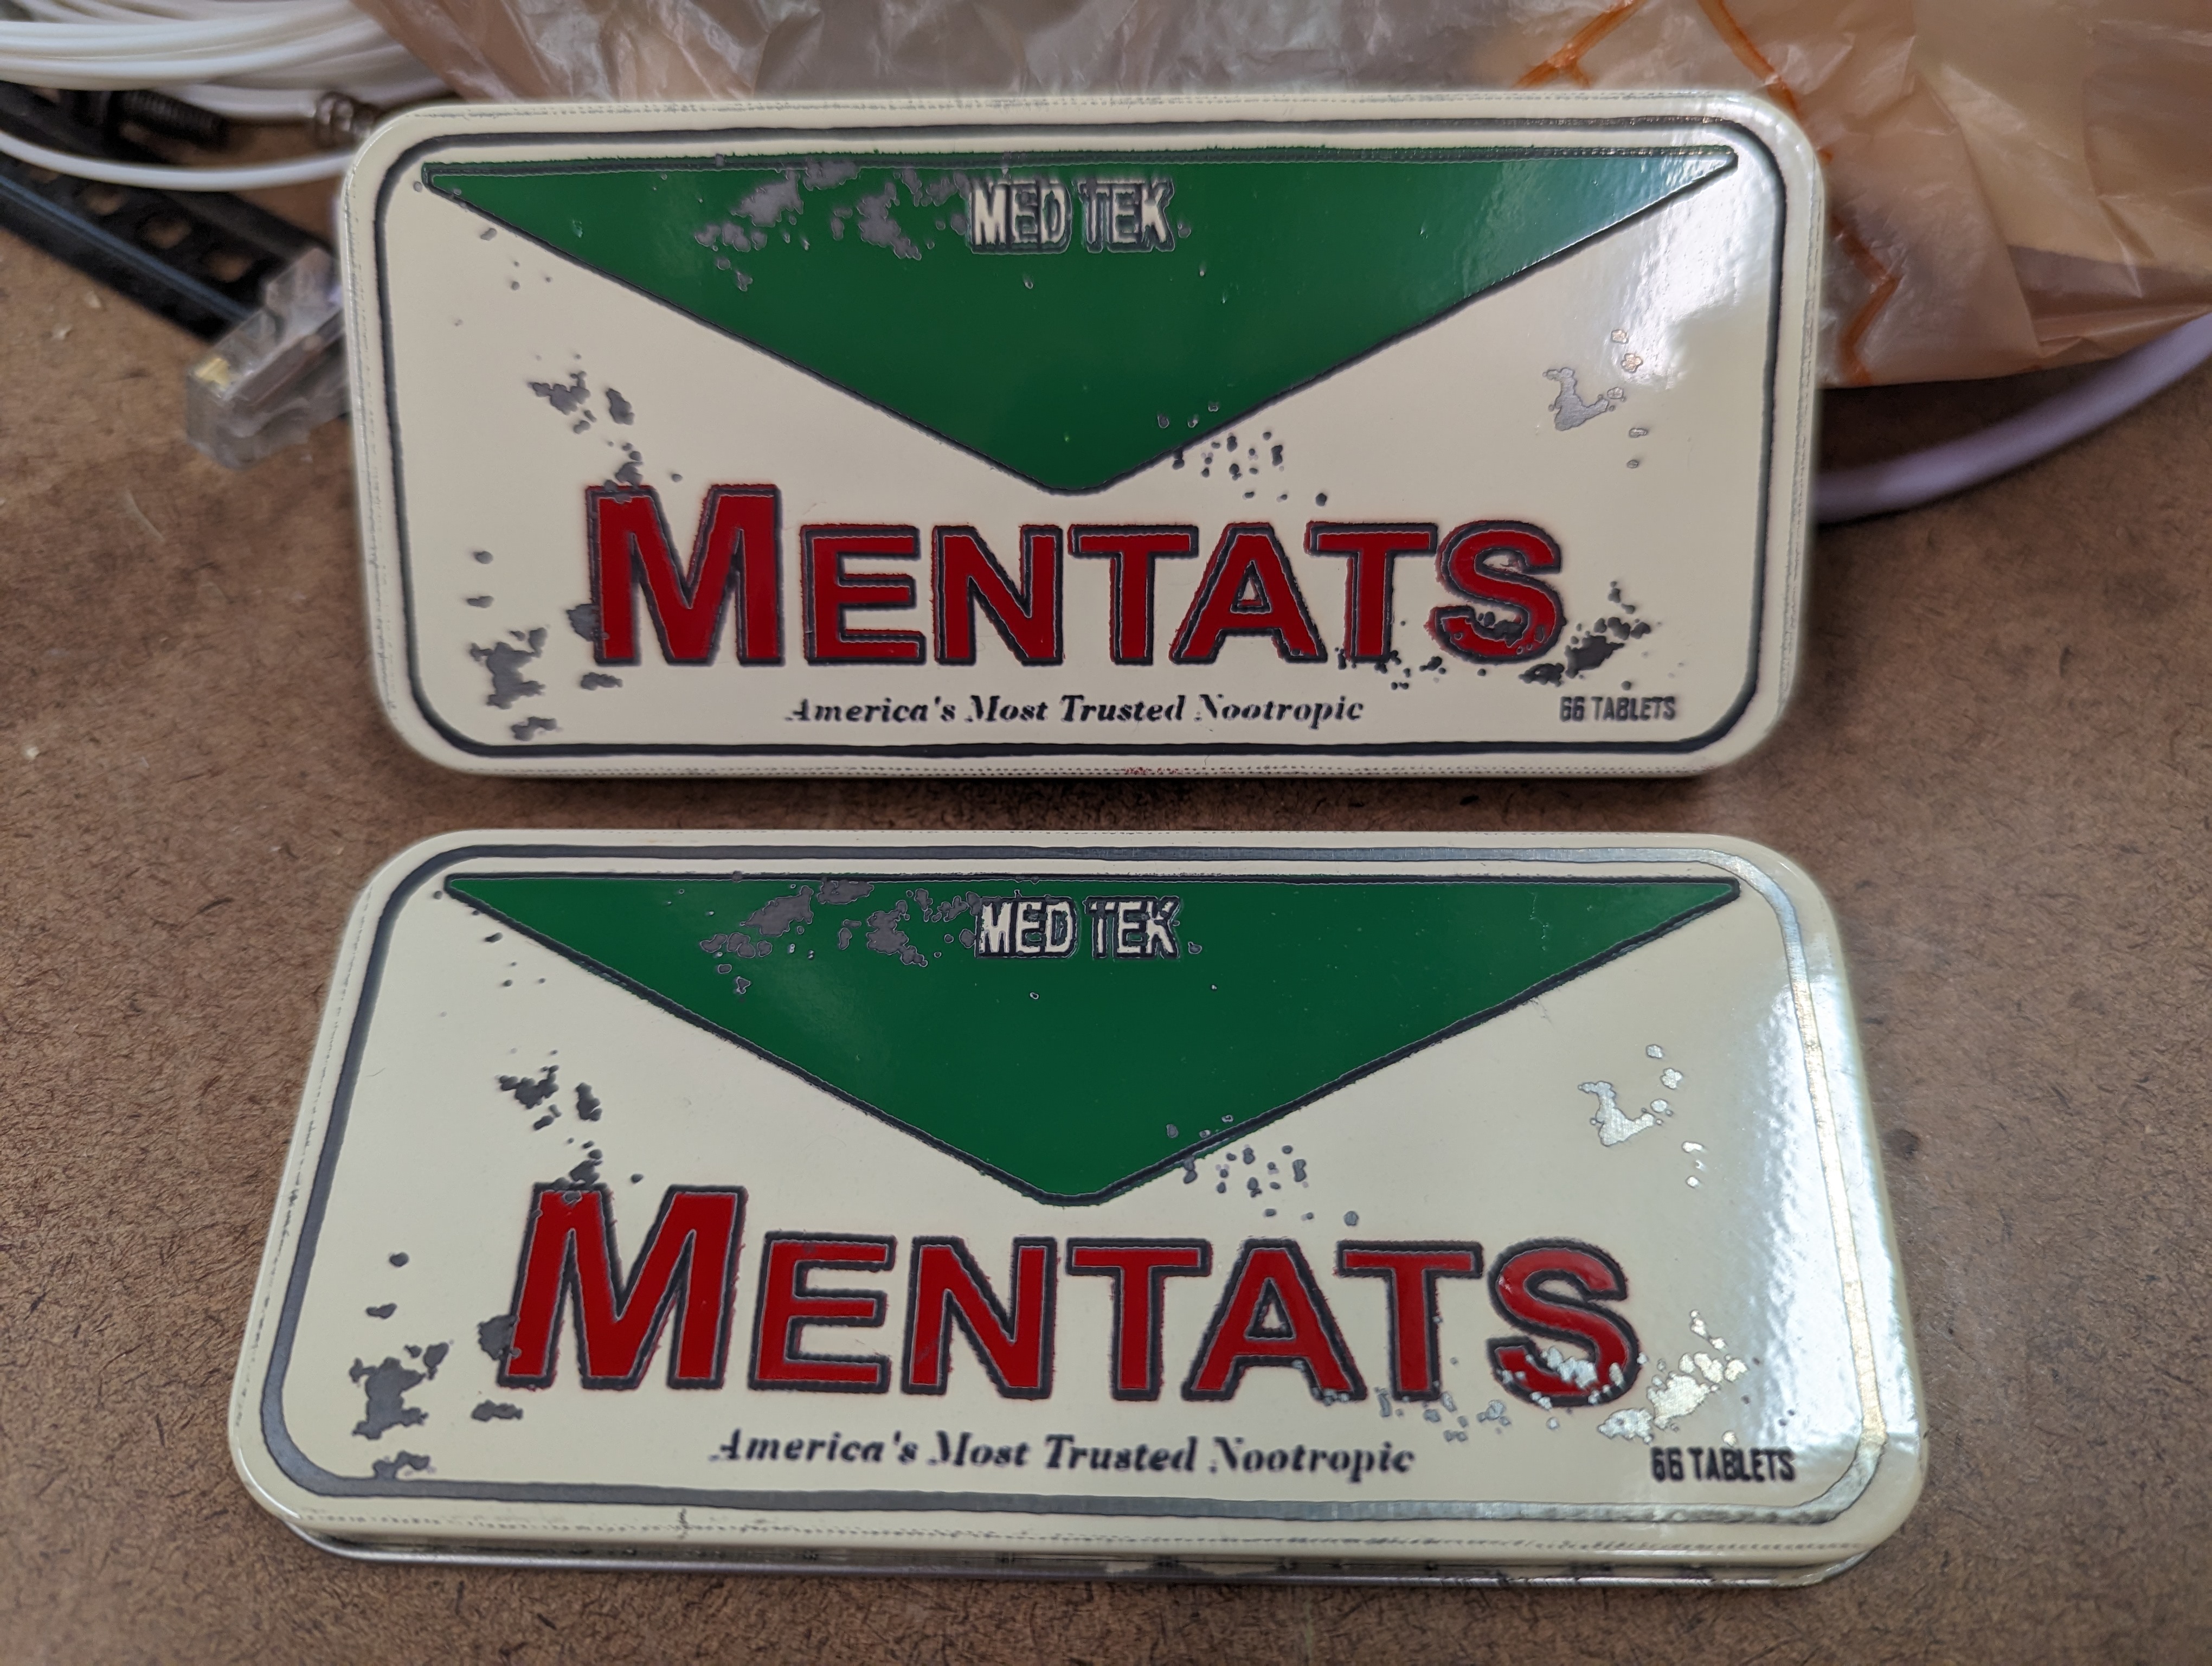 MED TEK
MENTATS
America's Most Trusted Nootropic
66 TABLETS
MED TEK
MENTATS
America's Most Trusted Nootropic
66 TABLETS